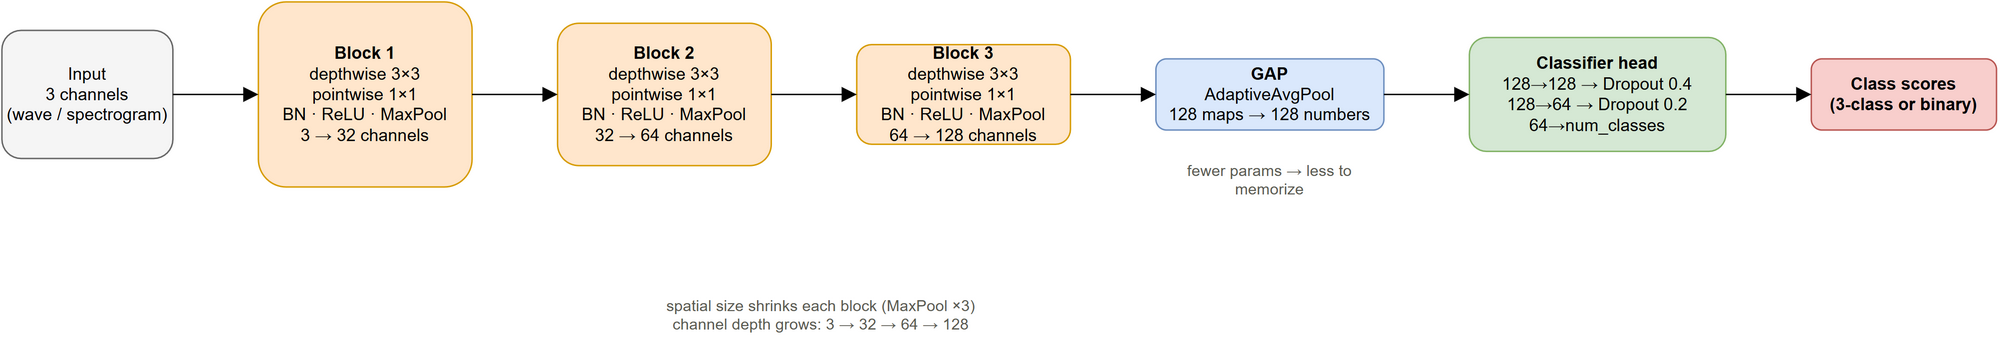 Input
3 channels
(wave / spectrogram)
Block 1
depthwise 3×3
pointwise 1×1
BN · ReLU · MaxPool
3 → 32 channels
Block 2
depthwise 3×3
pointwise 1×1
BN · ReLU · MaxPool
32 → 64 channels
Block 3
depthwise 3×3
pointwise 1×1
BN · ReLU · MaxPool
64 → 128 channels
GAP
AdaptiveAvgPool
128 maps → 128 numbers
fewer params → less to
memorize
Classifier head
128→128 → Dropout 0.4
128→64 → Dropout 0.2
64→num_classes
Class scores
(3-class or binary)
spatial size shrinks each block (MaxPool ×3)
channel depth grows: 3 → 32 → 64 → 128